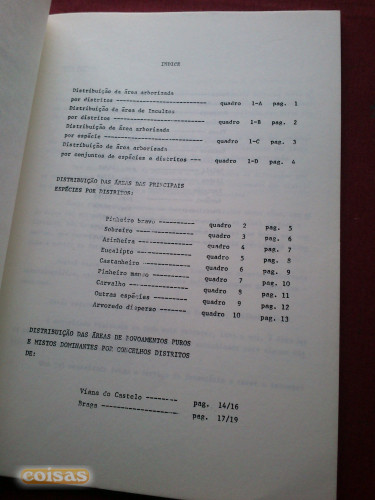 INDICE
Distribuição da área arborizada
por distritos ---------------------- quadro 1-A pag. 1
Distribuição da área de Incultos
por distritos ---------------------- quadro 1-B pag. 2
Distribuição da área arborizada
por espécie ----------------------- quadro 1-C pag. 3
Distribuição da área arborizada
por conjuntos de espécies e distritos --- quadro 1-D pag. 4
DISTRIBUIÇÃO DAS ÁREAS DAS PRINCIPAIS
ESPÉCIES POR DISTRITOS:
Pinheiro bravo ---------- quadro 2 pag. 5
Sobreiro ---------- quadro 3 pag. 6
Azinheira ---------- quadro 4 pag. 7
Eucalipto ---------- quadro 5 pag. 8
Castanheiro ---------- quadro 6 pag. 9
Pinheiro manso ---------- quadro 7 pag. 10
Carvalho ---------- quadro pag. 11
Outras espécies ---------- quadro 9 pag. 12
Arvoredo disperso -------- quadro 10 pag. 13
DISTRIBUIÇÃO DAS ÁREAS DE POVOAMENTOS PUROS
E MISTOS DOMINANTES POR CONCELHOS DISTRITOS
DE:
Viana do Castelo ---------- pag. 14/16
Braga ---------- pag. 17/19
coisas